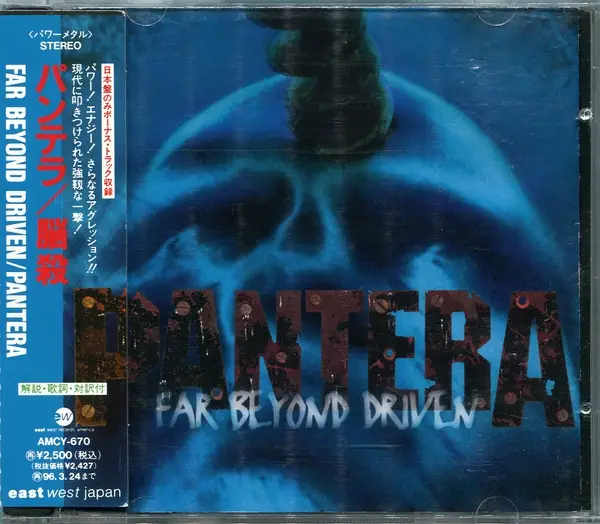 〈パワーメタル〉
STEREO
日本盤のみボーナス・トラック収録
パワー! エナジー! さらなるアグレッション!!
現代に叩きつけられた強靱な一撃!
パンテラ/脳殺
FAR BEYOND DRIVEN/PANTERA
解説・歌詞・対訳付
ew
east west records america
AMCY-670
㊎¥2,500(税込)
(税抜価格¥2,427)
㊎96.3.24まで
east west japan
PANTERA
FAR BEYOND DRIVEN